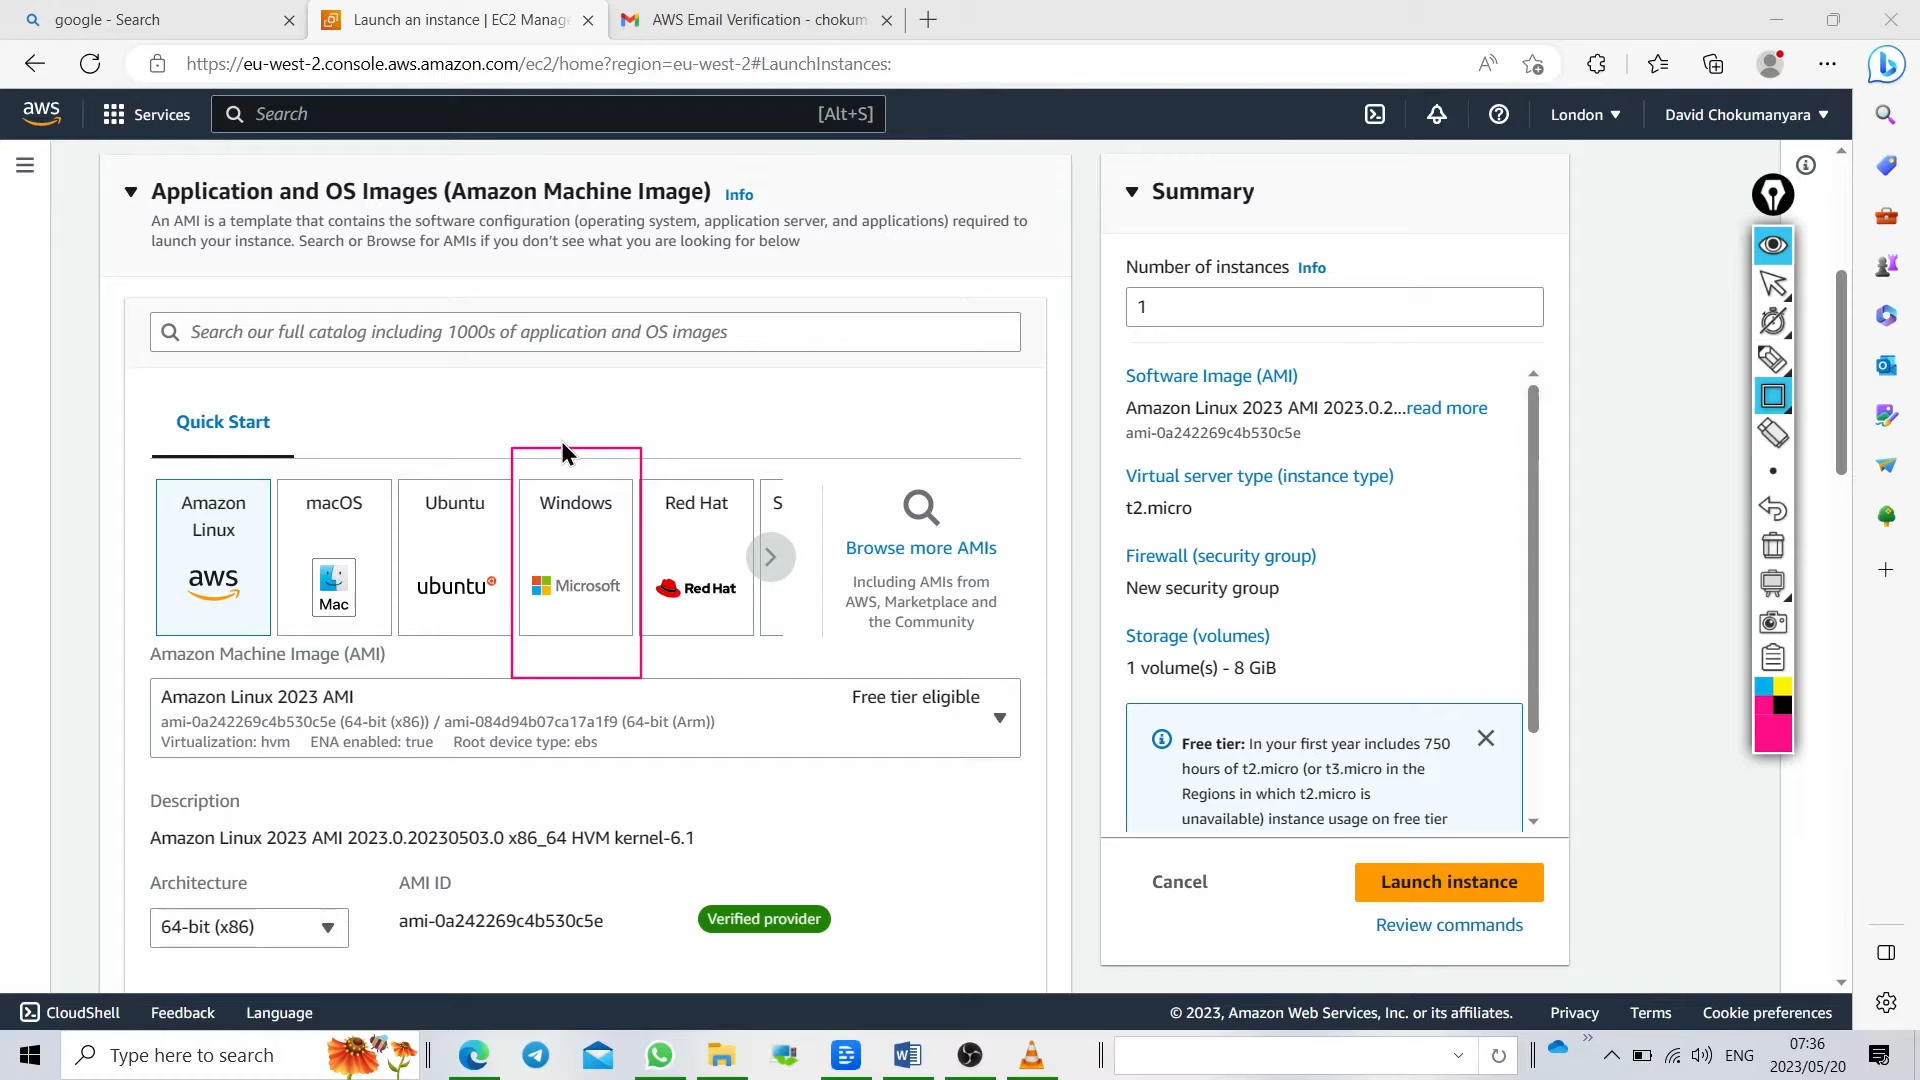 google - Search
Launch an instance | EC2 Manag
AWS Email Verification - chokum
https://eu-west-2.console.aws.amazon.com/ec2/home?region=eu-west-2#LaunchInstances:
aws
Services
Search
[Alt+S]
London
David Chokumanyara
Application and OS Images (Amazon Machine Image) Info
An AMI is a template that contains the software configuration (operating system, application server, and applications) required to
launch your instance. Search or Browse for AMIs if you don't see what you are looking for below
Search our full catalog including 1000s of application and OS images
Quick Start
Amazon
Linux
aws
macOS
Mac
Ubuntu
ubuntu
Windows
Microsoft
Red Hat
Red Hat
S
Browse more AMIs
Including AMIs from
AWS, Marketplace and
the Community
Amazon Machine Image (AMI)
Amazon Linux 2023 AMI
Free tier eligible
ami-0a242269c4b530c5e (64-bit (x86)) / ami-084d94b07ca17a1f9 (64-bit (Arm))
Virtualization: hvm ENA enabled: true Root device type: ebs
Description
Amazon Linux 2023 AMI 2023.0.20230503.0 x86_64 HVM kernel-6.1
Architecture
AMI ID
64-bit (x86)
ami-0a242269c4b530c5e
Verified provider
Summary
Number of instances Info
1
Software Image (AMI)
Amazon Linux 2023 AMI 2023.0.2...read more
ami-0a242269c4b530c5e
Virtual server type (instance type)
t2.micro
Firewall (security group)
New security group
Storage (volumes)
1 volume(s) - 8 GiB
Free tier: In your first year includes 750
hours of t2.micro (or t3.micro in the
Regions in which t2.micro is
unavailable) instance usage on free tier
Cancel
Launch instance
Review commands
CloudShell
Feedback
Language
© 2023, Amazon Web Services, Inc. or its affiliates.
Privacy
Terms
Cookie preferences
Type here to search
ENG
07:36
2023/05/20